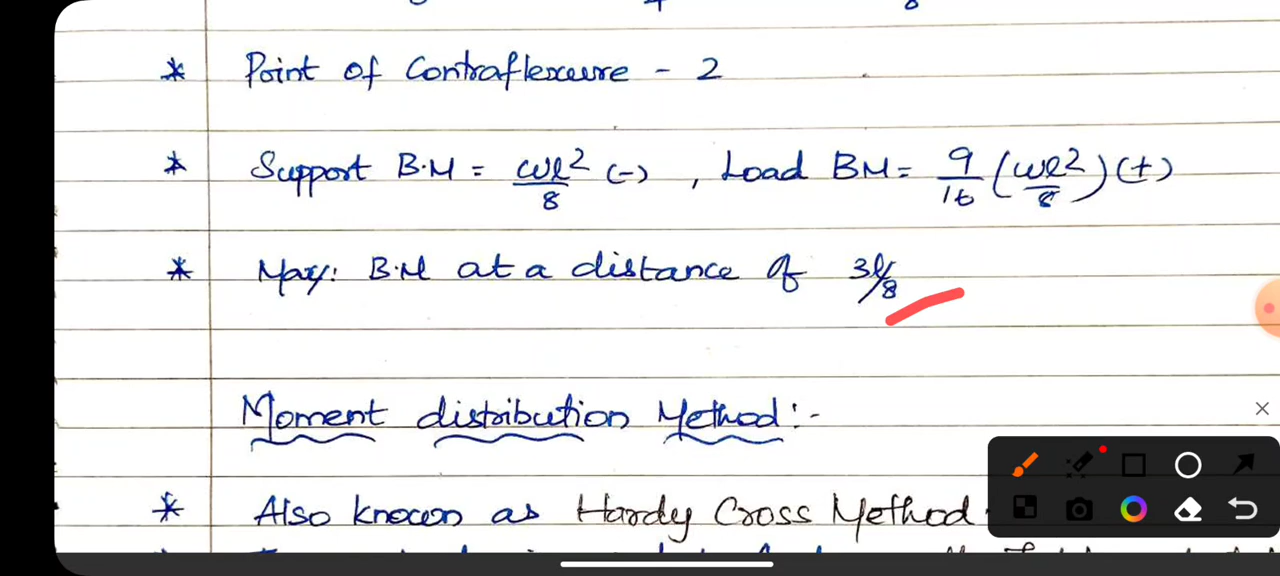 * Point of Contraflexure - 2
* Support B.M = wl²/8 (-), Load BM = 9/16 (wl²/8) (+)
* Max: B.M at a distance of 3l/8
Moment distribution Method :-
* Also known as Hardy Cross Method.